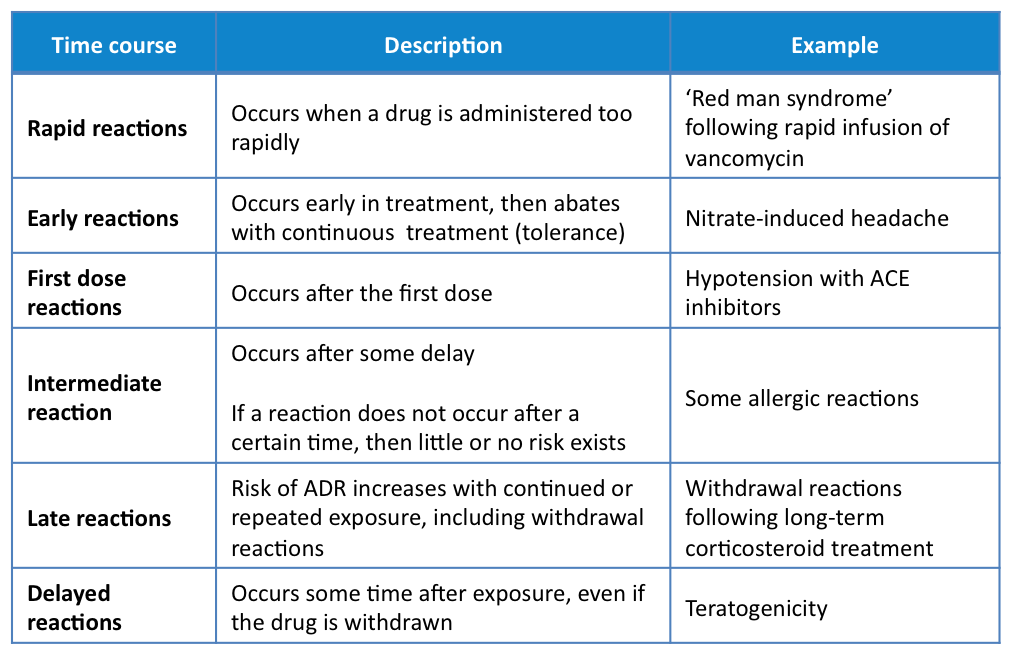 Time course
Description
Example
Rapid reactions
Occurs when a drug is administered too
rapidly
‘Red man syndrome’
following rapid infusion of
vancomycin
Early reactions
Occurs early in treatment, then abates
with continuous  treatment (tolerance)
Nitrate-induced headache
First dose
reactions
Occurs after the first dose
Hypotension with ACE
inhibitors
Intermediate
reaction
Occurs after some delay
If a reaction does not occur after a
certain time, then little or no risk exists
Some allergic reactions
Late reactions
Risk of ADR increases with continued or
repeated exposure, including withdrawal
reactions
Withdrawal reactions
following long-term
corticosteroid treatment
Delayed
reactions
Occurs some time after exposure, even if
the drug is withdrawn
Teratogenicity